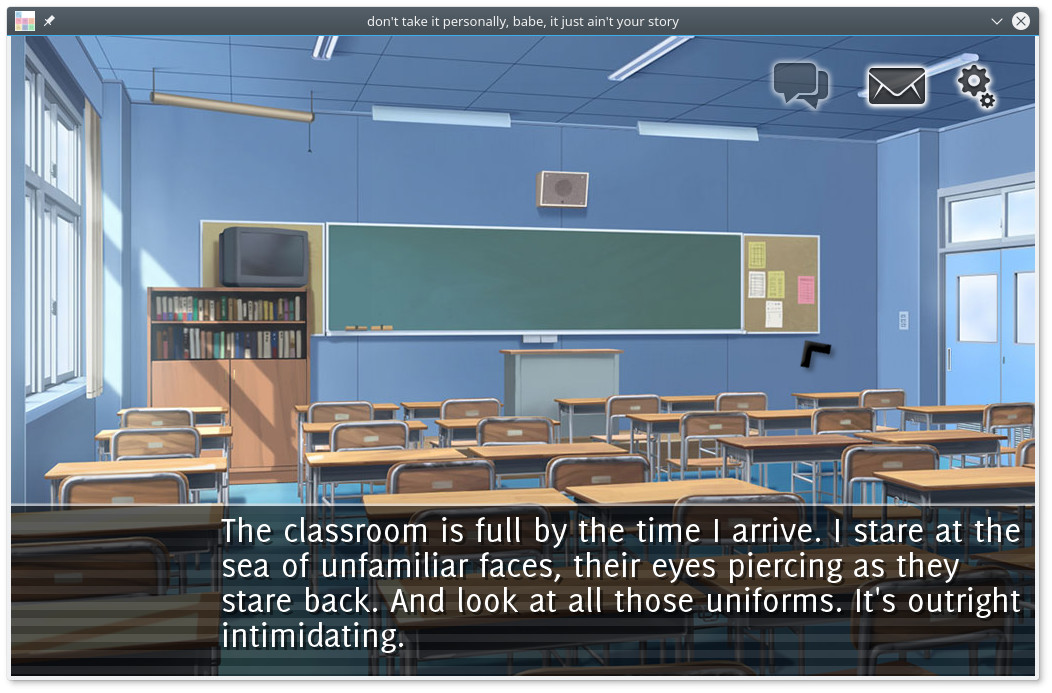 don't take it personally, babe, it just ain't your story
The classroom is full by the time I arrive. I stare at the
sea of unfamiliar faces, their eyes piercing as they
stare back. And look at all those uniforms. It's outright
intimidating.